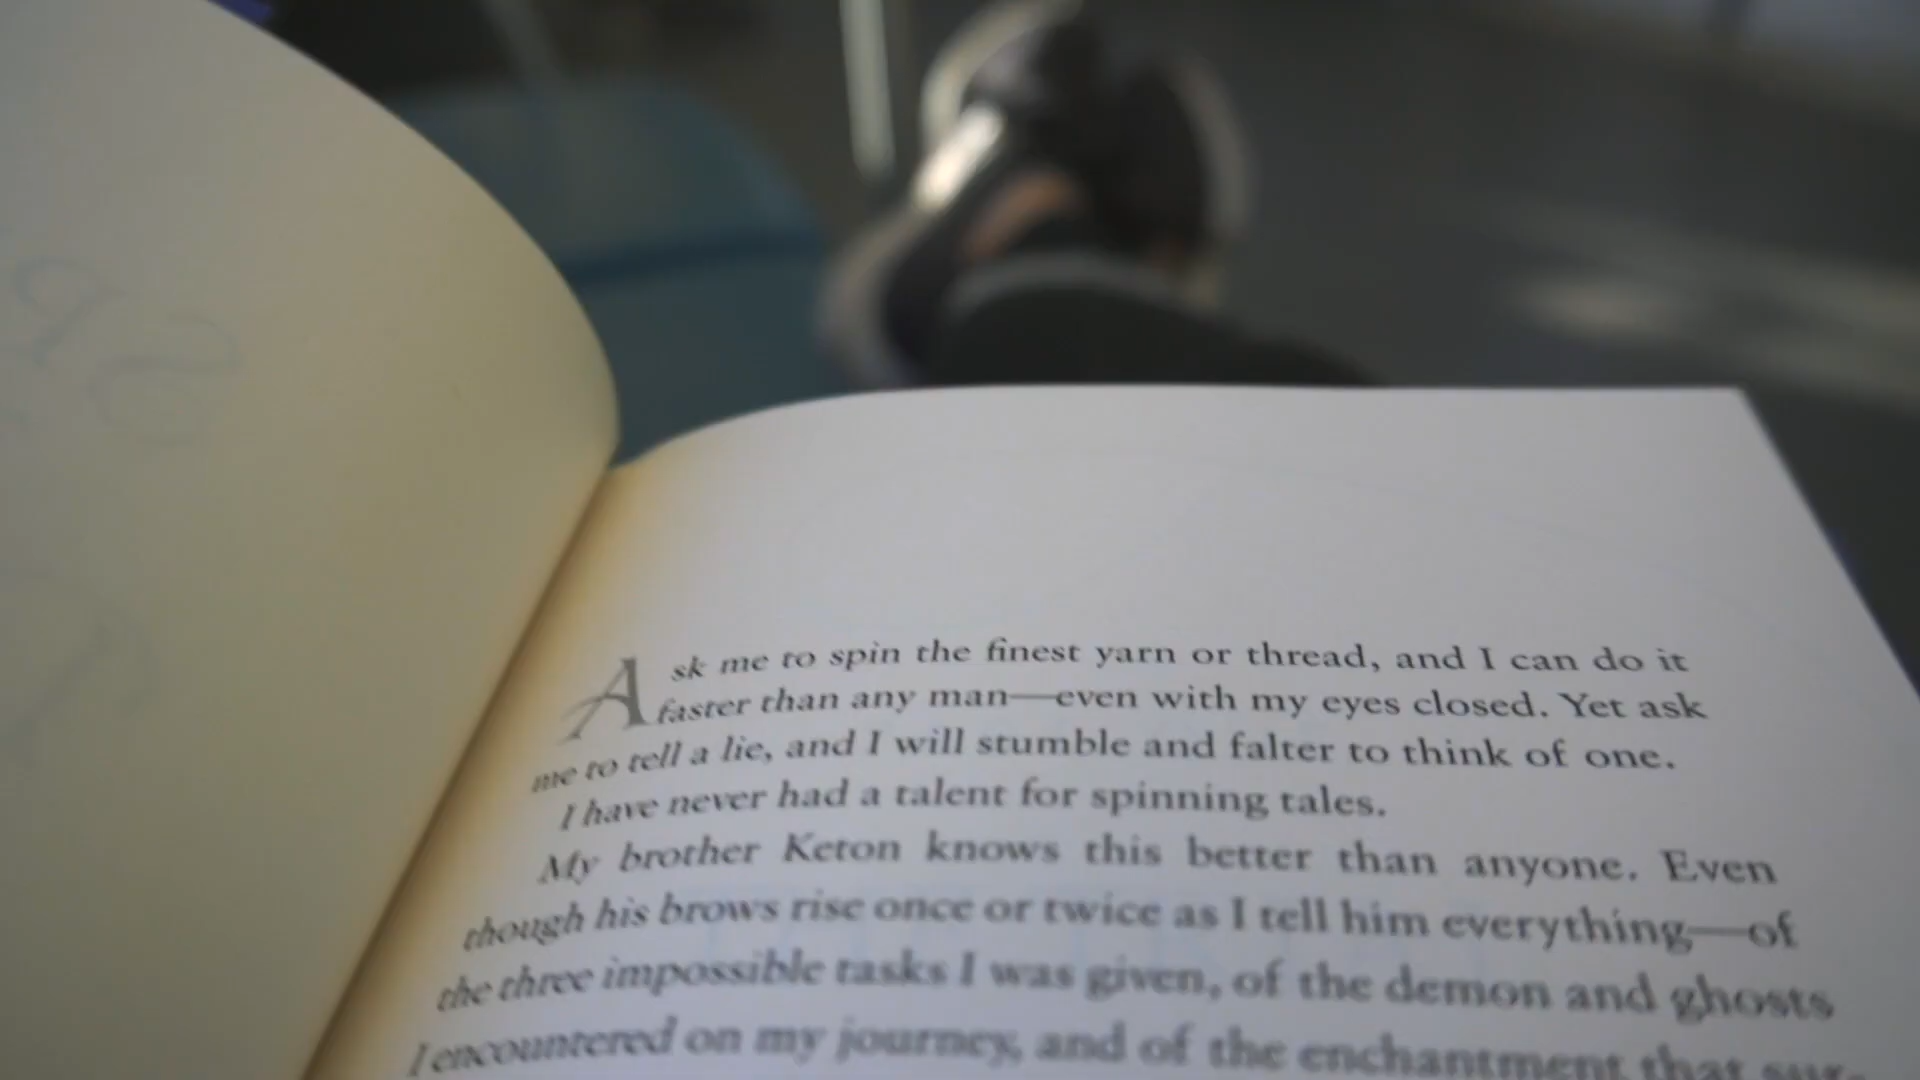 Ask me to spin the finest yarn or thread, and I can do it
faster than any man—even with my eyes closed. Yet ask
me to tell a lie, and I will stumble and falter to think of one.
I have never had a talent for spinning tales.
My brother Keton knows this better than anyone. Even
though his brows rise once or twice as I tell him everything—of
the three impossible tasks I was given, of the demon and ghosts
I encountered on my journey, and of the enchantment that sur-